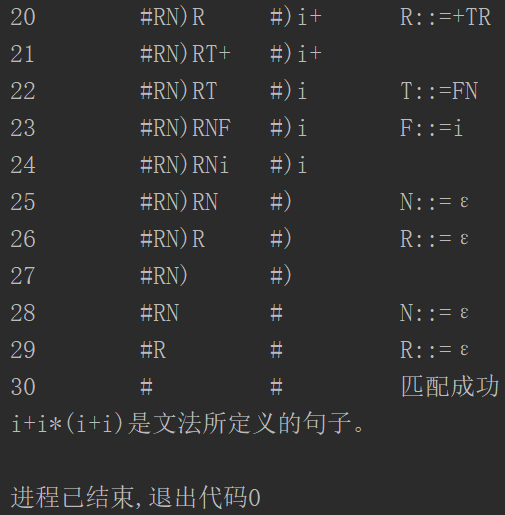 20 #RN)R #)i+ R::=+TR
21 #RN)RT+ #)i+
22 #RN)RT #)i T::=FN
23 #RN)RNF #)i F::=i
24 #RN)RNi #)i
25 #RN)RN #) N::=ε
26 #RN)R #) R::=ε
27 #RN) #)
28 #RN # N::=ε
29 #R # R::=ε
30 # # 匹配成功
i+i*(i+i)是文法所定义的句子。
进程已结束,退出代码0